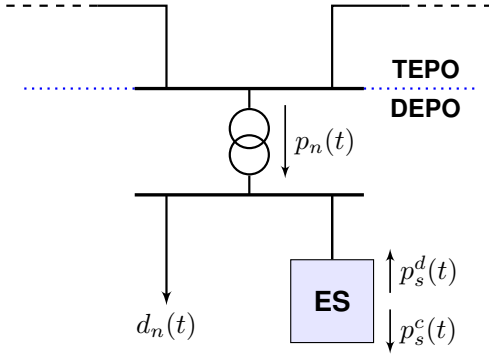 TEPO
DEPO
p_n(t)
p_s^d(t)
ES
d_n(t)
p_s^c(t)